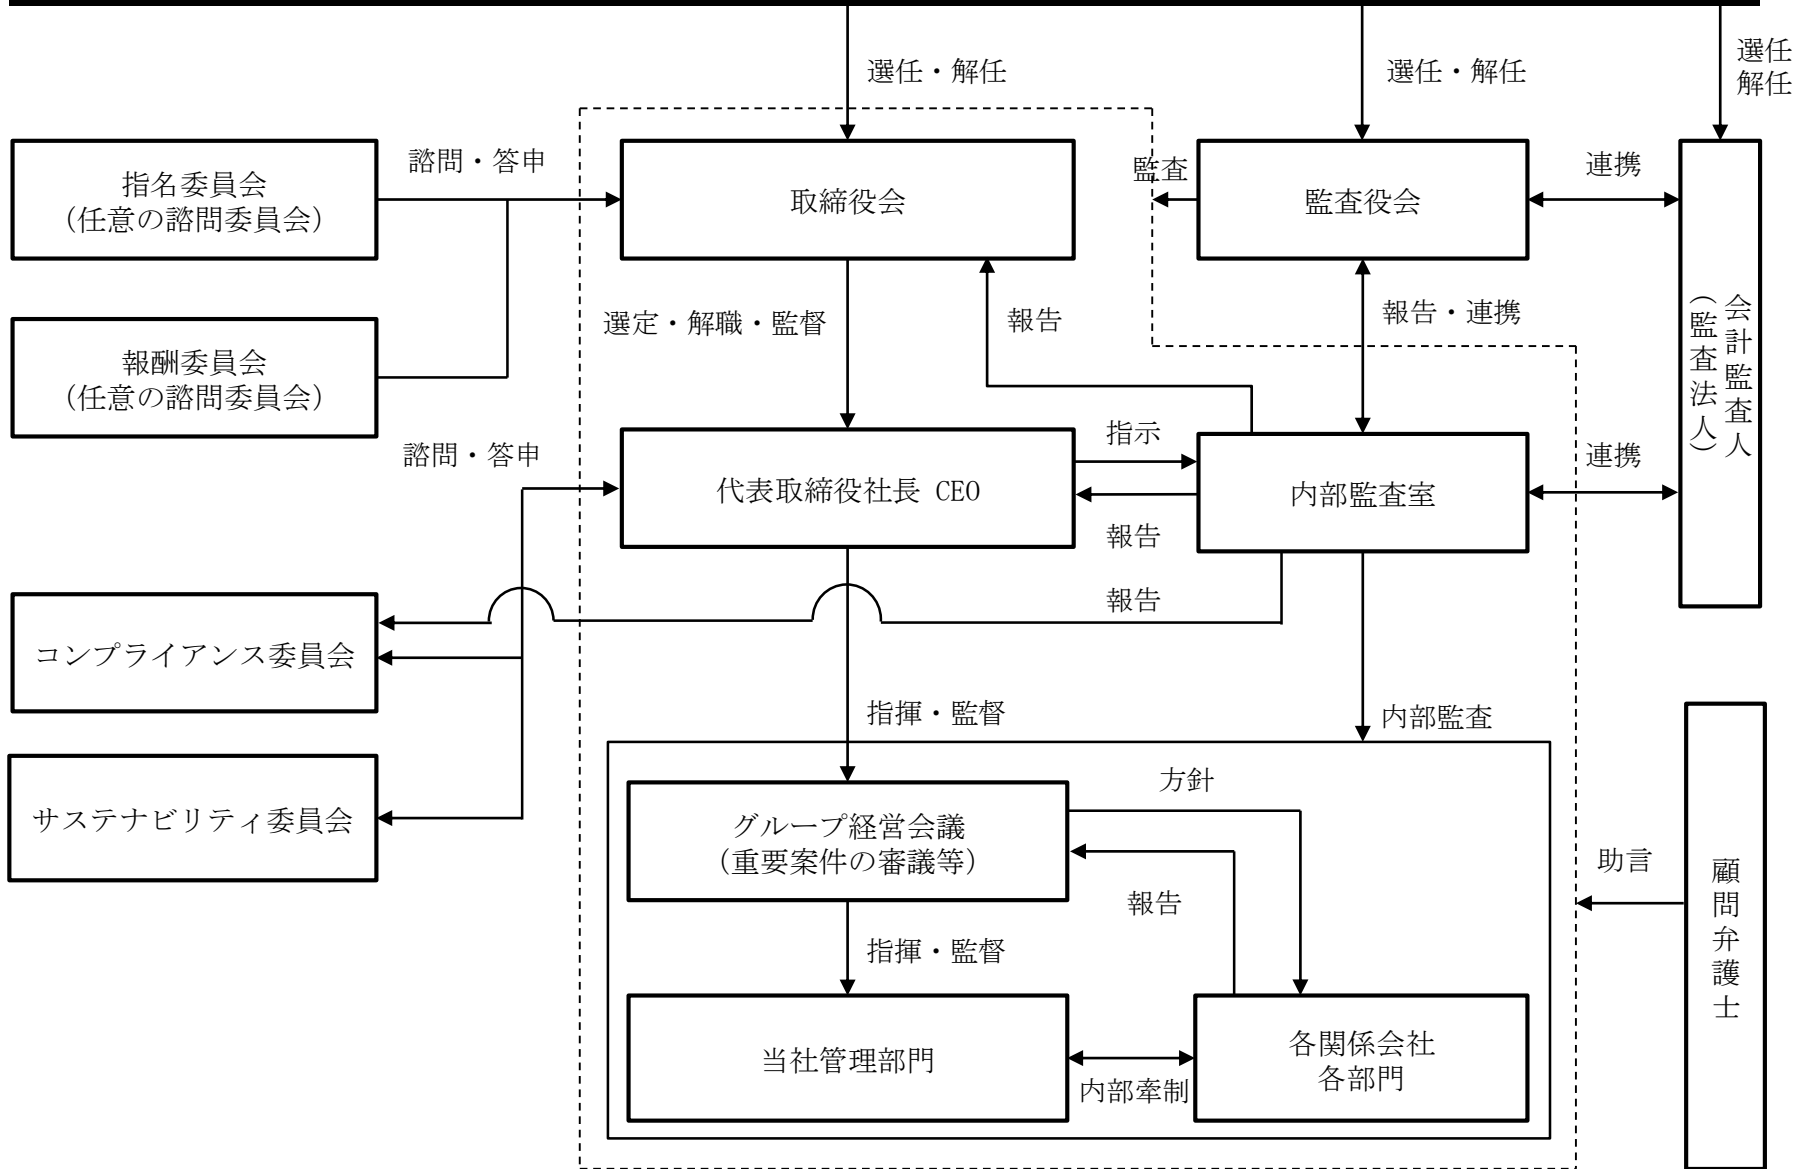 選任・解任
選任・解任
選任
解任
指名委員会
(任意の諮問委員会)
諮問・答申
取締役会
監査
監査役会
連携
会計監査人
(監査法人)
報酬委員会
(任意の諮問委員会)
選定・解職・監督
報告
報告・連携
諮問・答申
代表取締役社長 CEO
指示
報告
内部監査室
連携
報告
コンプライアンス委員会
サステナビリティ委員会
指揮・監督
内部監査
グループ経営会議
(重要案件の審議等)
方針
報告
指揮・監督
当社管理部門
内部牽制
各関係会社
各部門
助言
顧問弁護士